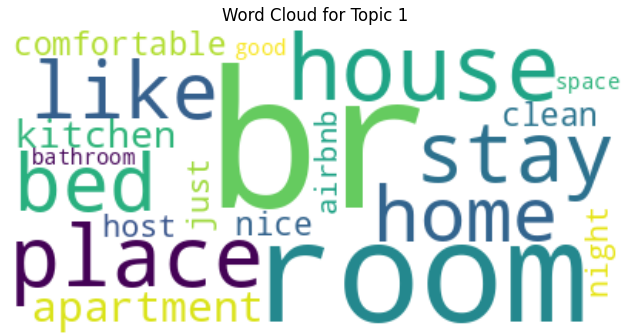 Word Cloud for Topic 1
comfortable good
like br house
space
kitchen clean
bathroom airbnb stay
bed just
host nice home
place room night
apartment